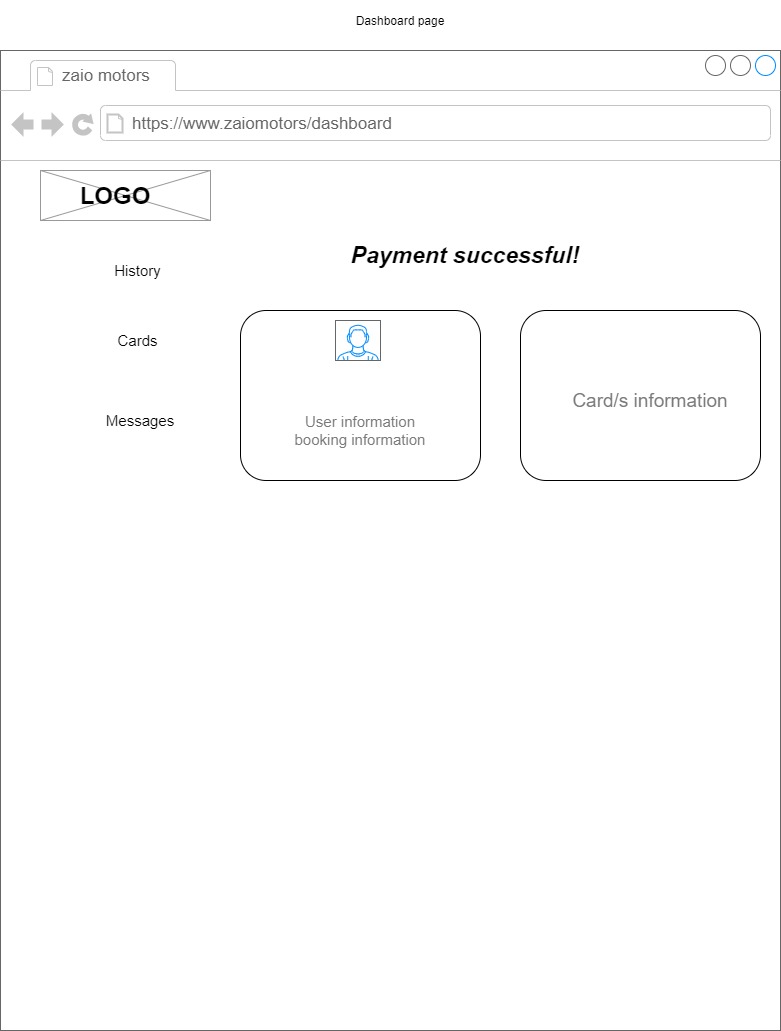 Dashboard page
zaio motors
https://www.zaiomotors/dashboard
LOGO
Payment successful!
History
Cards
Messages
User information
booking information
Card/s information